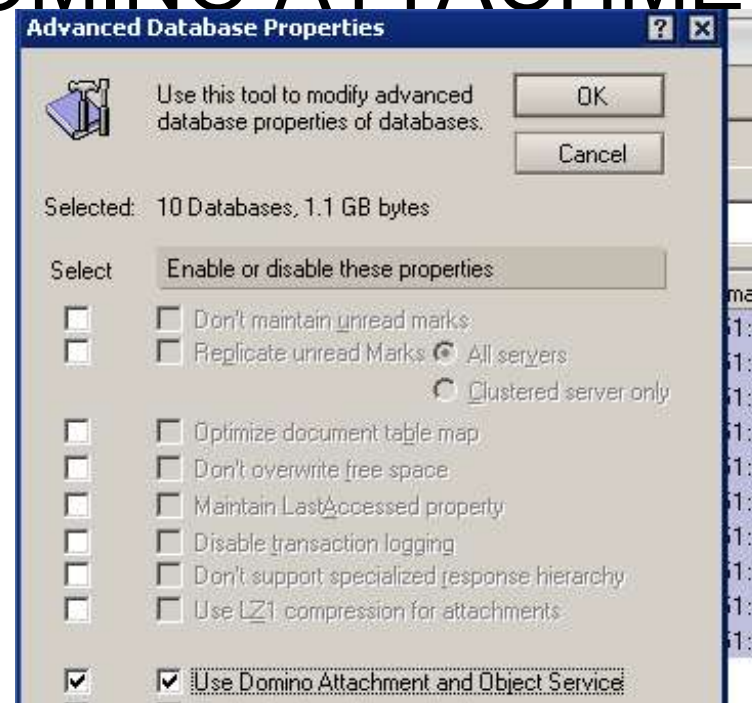 OMINO ATTACHME
Advanced Database Properties
Use this tool to modify advanced
database properties of databases.
OK
Cancel
Selected: 10 Databases, 1.1 GB bytes
Select Enable or disable these properties
Don't maintain unread marks
Replicate unread Marks All servers
Clustered server only
Optimize document table map
Don't overwrite free space
Maintain LastAccessed property
Disable transaction logging
Don't support specialized response hierarchy
Use LZ1 compression for attachments
Use Domino Attachment and Object Service